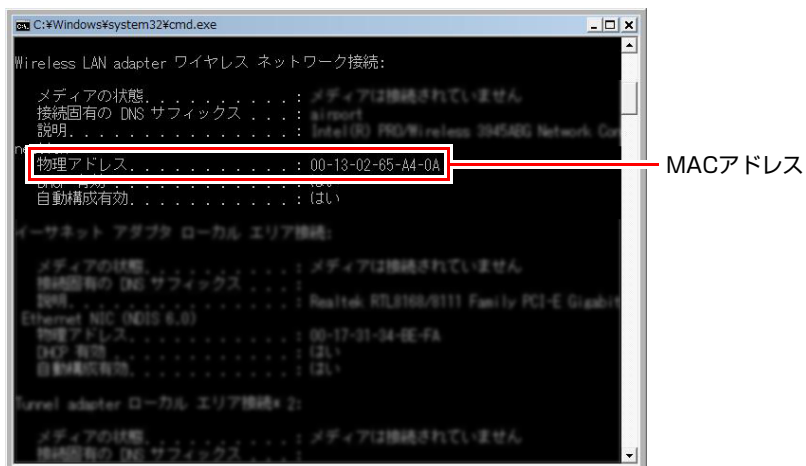 C:¥Windows¥system32¥cmd.exe
Wireless LAN adapter ワイヤレス ネットワーク接続:
メディアの状態. . . . . . . . . . . .: メディアは接続されていません
接続固有の DNS サフィックス . . . .: airport
説明. . . . . . . . . . . . . . . . .: Intel(R) PRO/Wireless 3945ABG Network Con
物理アドレス. . . . . . . . . . . . .: 00-13-02-65-A4-0A
MACアドレス
DHCP 有効 . . . . . . . . . . . . . .: はい
自動構成有効. . . . . . . . . . . . .: はい
イーサネット アダプタ ローカル エリア接続:
メディアの状態. . . . . . . . . . . .: メディアは接続されていません
接続固有の DNS サフィックス . . . .:
説明. . . . . . . . . . . . . . . . .: Realtek RTL8168/8111 Family PCI-E Gigabit
Ethernet NIC (NDIS 6.0)
物理アドレス. . . . . . . . . . . . .: 00-17-31-34-BE-FA
DHCP 有効 . . . . . . . . . . . . . .: はい
自動構成有効. . . . . . . . . . . . .: はい
Tunnel adapter ローカル エリア接続* 2:
メディアの状態. . . . . . . . . . . .: メディアは接続されていません
接続固有の DNS サフィックス . . . .: